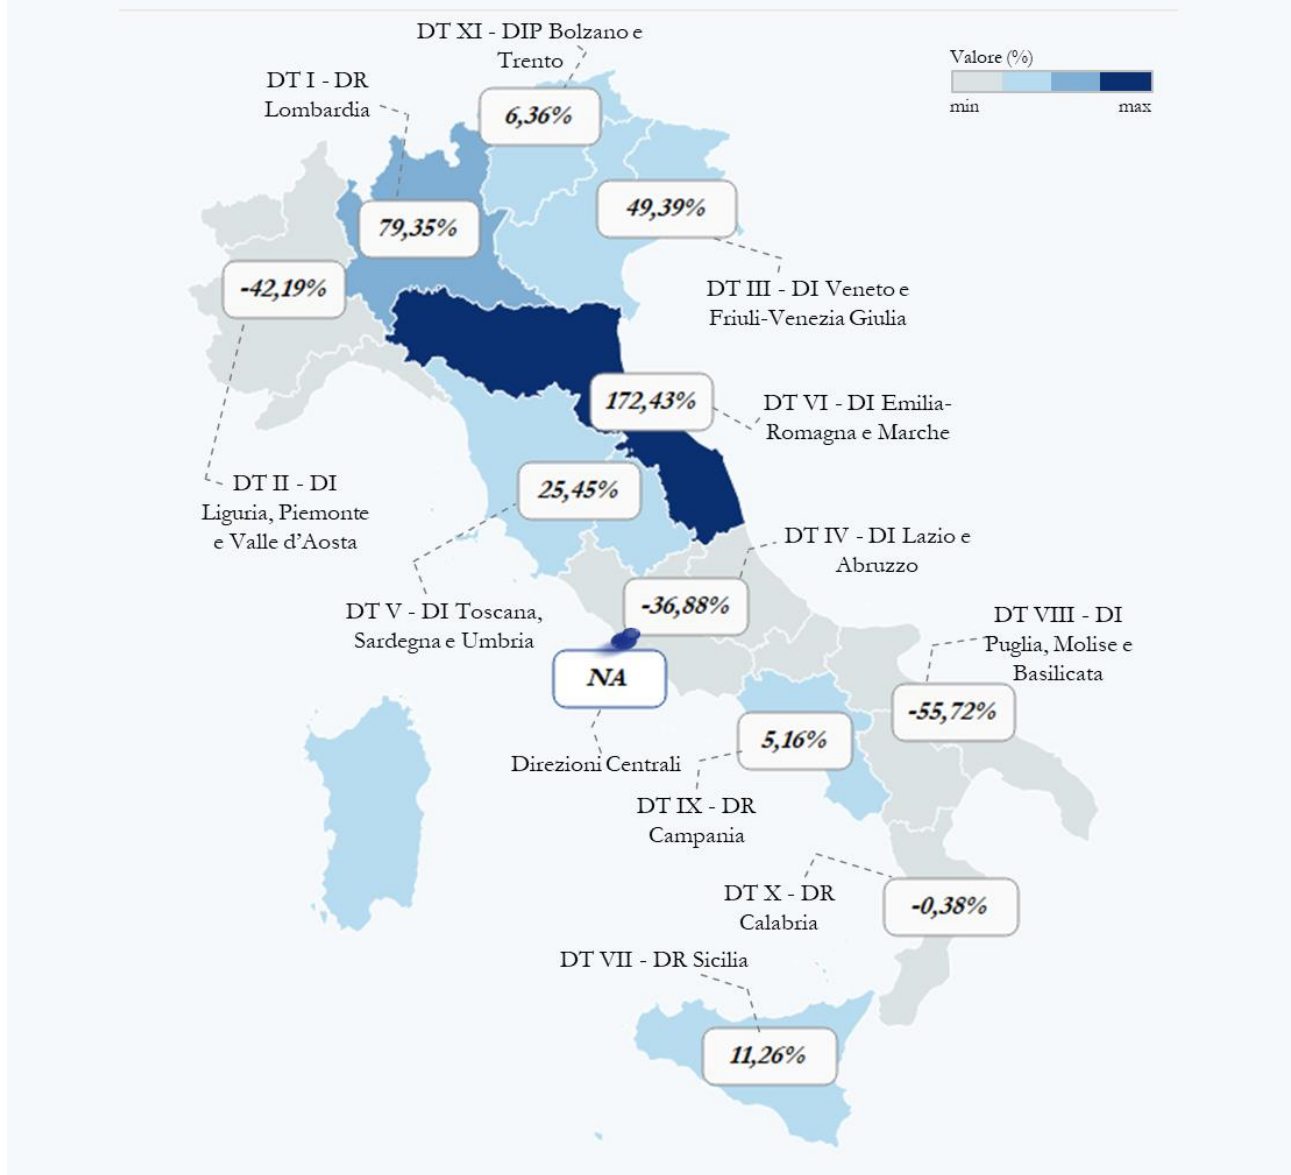 DT XI - DIP Bolzano e
Trento
Valore (%)
min
max
DT I - DR
Lombardia
6,36%
79,35%
49,39%
-42,19%
DT III - DI Veneto e
Friuli-Venezia Giulia
172,43%
DT VI - DI Emilia-
Romagna e Marche
DT II - DI
Liguria, Piemonte
e Valle d’Aosta
25,45%
DT IV - DI Lazio e
Abruzzo
-36,88%
DT V - DI Toscana,
Sardegna e Umbria
DT VIII - DI
Puglia, Molise e
Basilicata
NA
-55,72%
Direzioni Centrali
5,16%
DT IX - DR
Campania
DT X - DR
Calabria
-0,38%
DT VII - DR Sicilia
11,26%